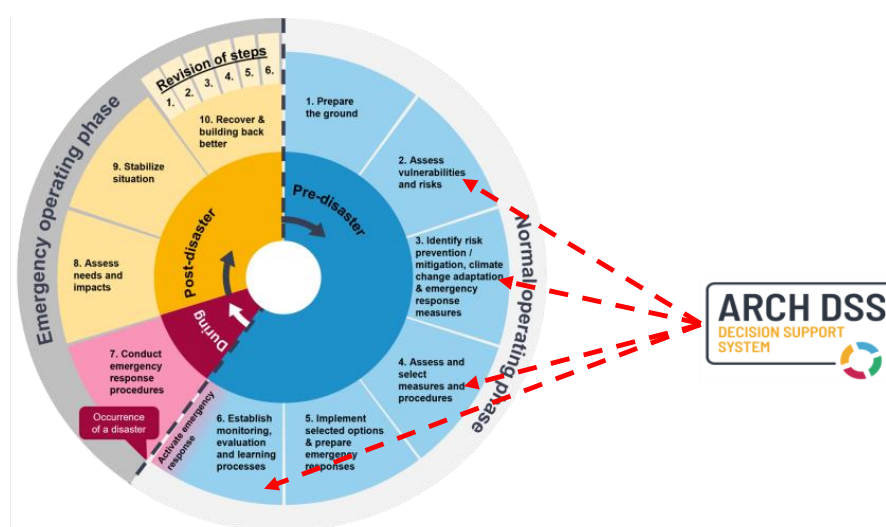 Emergency operating phase
Normal operating phase
Revision of steps
1.
2.
3.
4.
5.
6.
Pre-disaster
During
Post-disaster
1. Prepare
the ground
2. Assess
vulnerabilities
and risks
3. Identify risk
prevention /
mitigation, climate
change adaptation
& emergency
response
measures
4. Assess and
select
measures and
procedures
5. Implement
selected options
& prepare
emergency
responses
6. Establish
monitoring,
evaluation
and learning
processes
Activate emergency
response
Occurrence
of a disaster
7. Conduct
emergency
response
procedures
8. Assess
needs and
impacts
9. Stabilize
situation
10. Recover &
building back
better
ARCH DSS
DECISION SUPPORT
SYSTEM